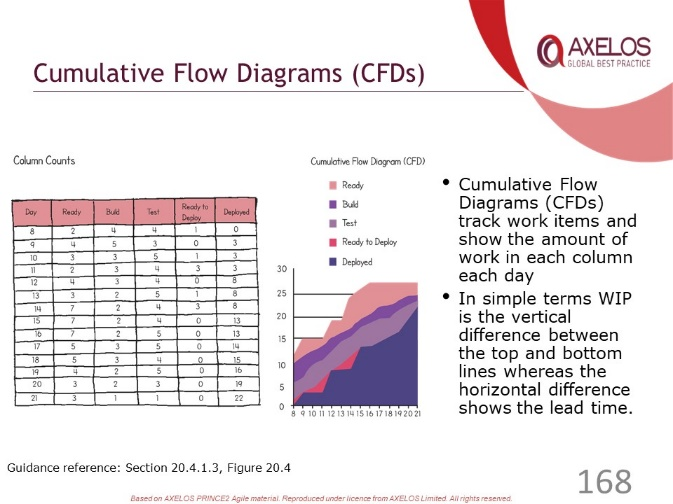 AXELOS
GLOBAL BEST PRACTICE
Cumulative Flow Diagrams (CFDs)
Column Counts
Day Ready Build Test Ready to Deploy Deployed
8 2 4 4 1 0
9 4 5 3 0 3
10 3 3 5 1 3
11 2 3 4 3 3
12 4 3 4 0 8
13 3 2 5 1 8
14 7 2 4 3 8
15 7 2 4 0 13
16 7 2 5 0 13
17 5 3 5 0 14
18 5 3 4 0 15
19 4 2 5 0 16
20 3 2 3 0 19
21 3 1 1 0 22
Cumulative Flow Diagram (CFD)
Ready
Build
Test
Ready to Deploy
Deployed
30
25
20
15
10
5
0
8 9 10 11 12 13 14 15 16 17 18 19 20 21
• Cumulative Flow
Diagrams (CFDs)
track work items and
show the amount of
work in each column
each day
• In simple terms WIP
is the vertical
difference between
the top and bottom
lines whereas the
horizontal difference
shows the lead time.
Guidance reference: Section 20.4.1.3, Figure 20.4
168
Based on AXELOS PRINCE2 Agile material. Reproduced under licence from AXELOS Limited. All rights reserved.